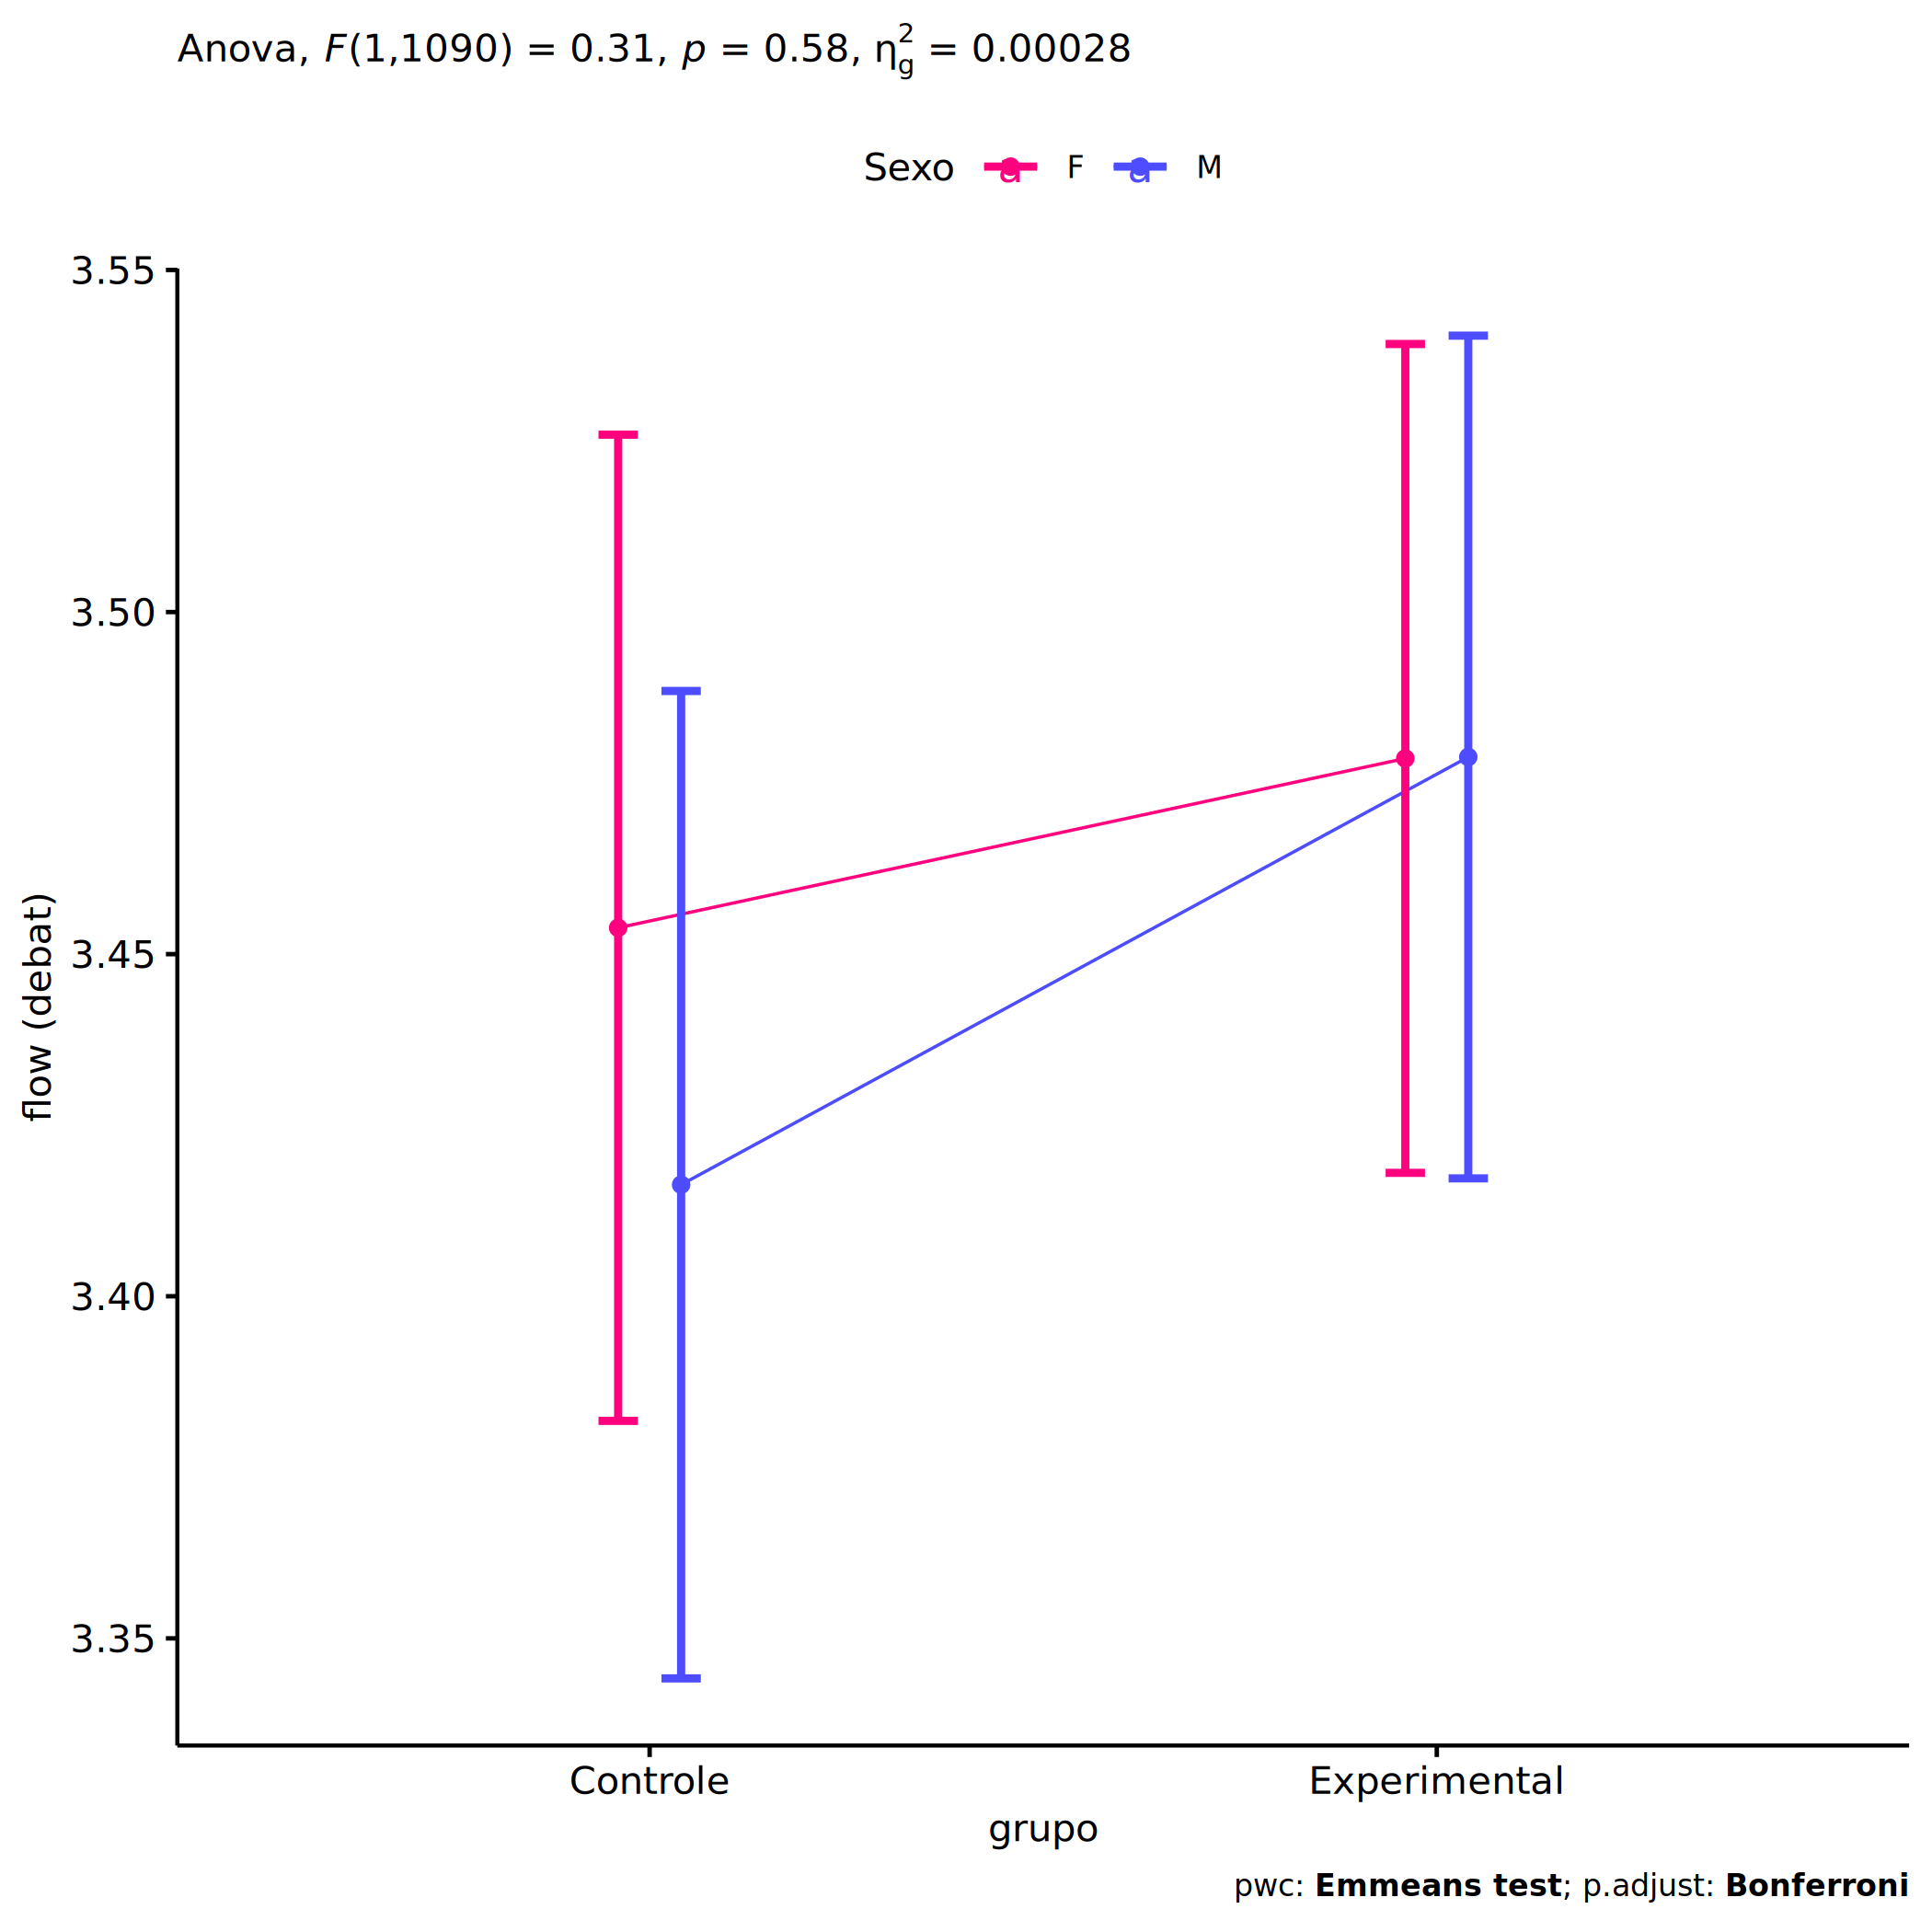 Anova, F(1,1090) = 0.31, p = 0.58, η²g = 0.00028
Sexo F M
3.55
3.50
3.45
3.40
3.35
flow (debat)
Controle Experimental
grupo
pwc: Emmeans test; p.adjust: Bonferroni